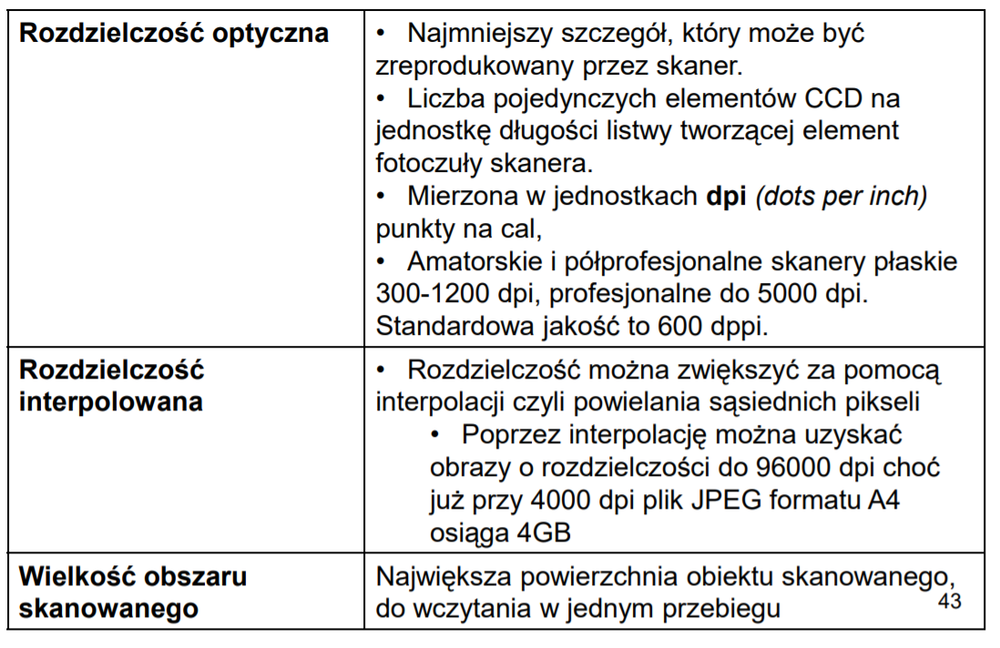 Rozdzielczość optyczna
• Najmniejszy szczegół, który może być
zreprodukowany przez skaner.
• Liczba pojedynczych elementów CCD na
jednostkę długości listwy tworzącej element
fotoczuły skanera.
• Mierzona w jednostkach dpi (dots per inch)
punkty na cal,
• Amatorskie i półprofesjonalne skanery płaskie
300-1200 dpi, profesjonalne do 5000 dpi.
Standardowa jakość to 600 dppi.
Rozdzielczość
interpolowana
• Rozdzielczość można zwiększyć za pomocą
interpolacji czyli powielania sąsiednich pikseli
• Poprzez interpolację można uzyskać
obrazy o rozdzielczości do 96000 dpi choć
już przy 4000 dpi plik JPEG formatu A4
osiąga 4GB
Wielkość obszaru
skanowanego
Największa powierzchnia obiektu skanowanego,
do wczytania w jednym przebiegu
43